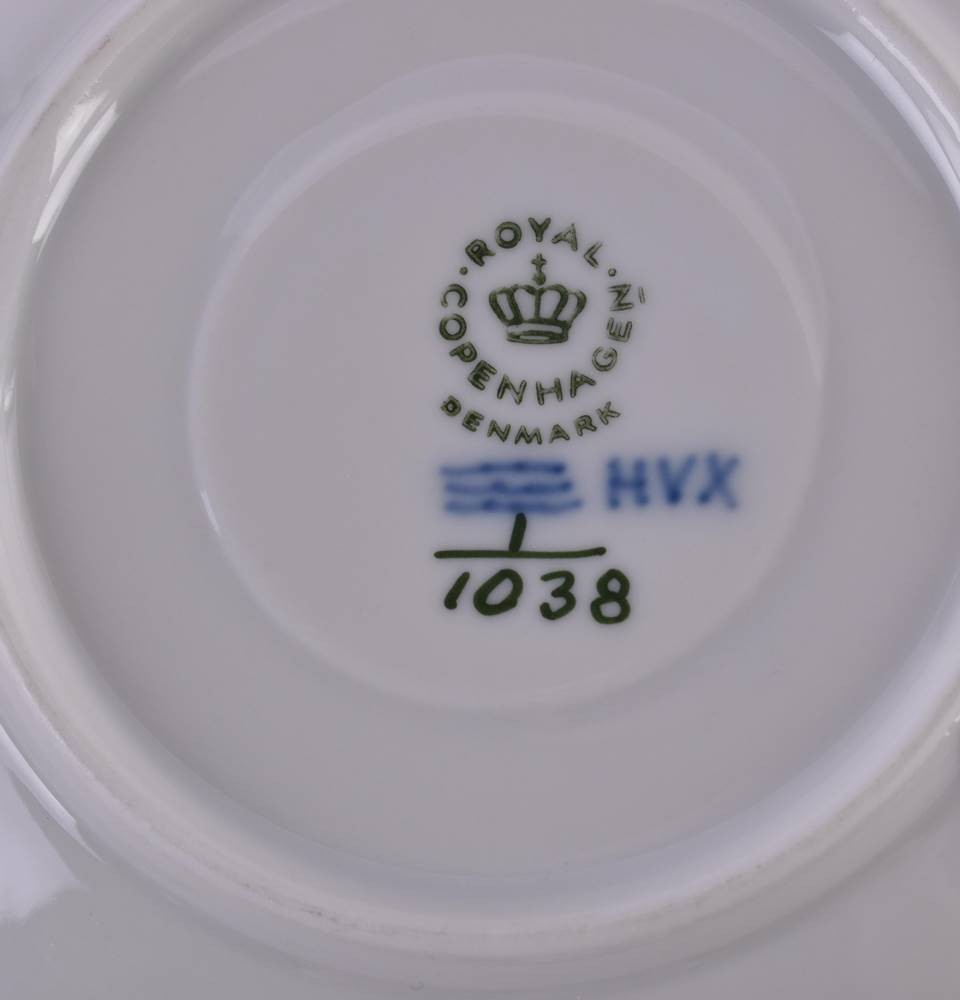 ROYAL
COPENHAGEN
DENMARK
HVX
1
1038